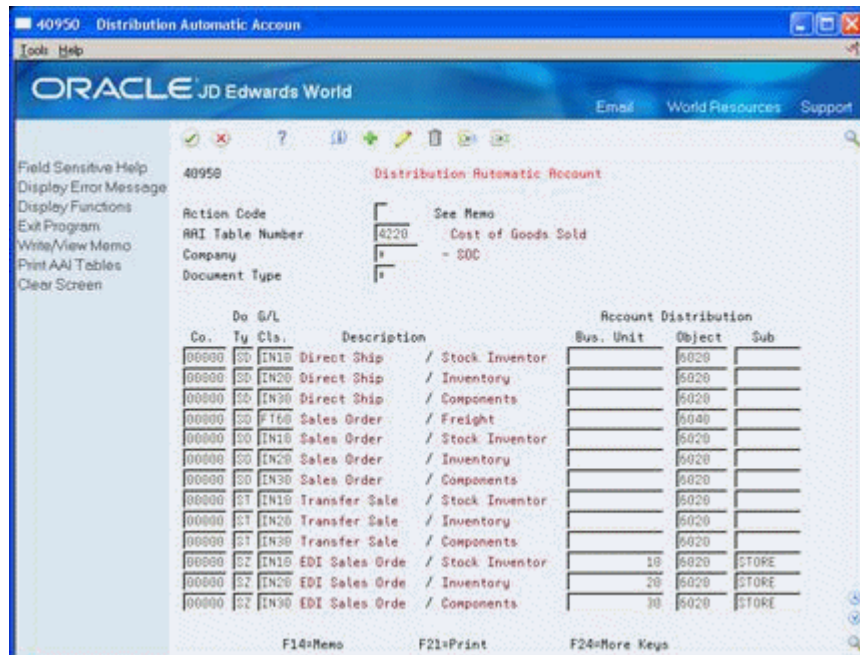 40950 Distribution Automatic Accoun
Tools Help
ORACLE JD Edwards World
Email World Resources Support
Field Sensitive Help
Display Error Message
Display Functions
Exit Program
Write/View Memo
Print AAI Tables
Clear Screen
40950 Distribution Automatic Account
Action Code See Memo
AAI Table Number 4220 Cost of Goods Sold
Company * - SOC
Document Type *
Do G/L Account Distribution
Co. Ty Cls. Description Bus. Unit Object Sub
00000 SD IN10 Direct Ship / Stock Inventor 6020
00000 SD IN20 Direct Ship / Inventory 6020
00000 SD IN30 Direct Ship / Components 6020
00000 SO FT60 Sales Order / Freight 6040
00000 SO IN10 Sales Order / Stock Inventor 6020
00000 SO IN20 Sales Order / Inventory 6020
00000 SO IN30 Sales Order / Components 6020
00000 ST IN10 Transfer Sale / Stock Inventor 6020
00000 ST IN20 Transfer Sale / Inventory 6020
00000 ST IN30 Transfer Sale / Components 6020
00000 SZ IN10 EDI Sales Orde / Stock Inventor 10 6020 STORE
00000 SZ IN20 EDI Sales Orde / Inventory 20 6020 STORE
00000 SZ IN30 EDI Sales Orde / Components 30 6020 STORE
F14=Memo F21=Print F24=More Keys